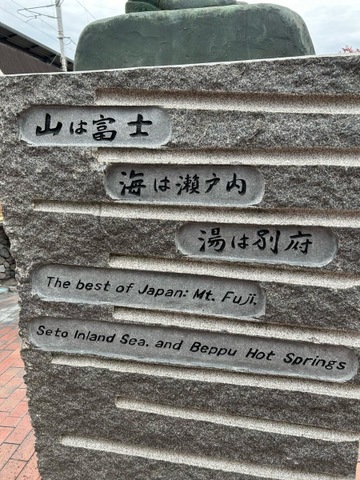 山は富士
海は瀬戸内
湯は別府
The best of Japan: Mt. Fuji.
Seto Inland Sea. and Beppu Hot Springs